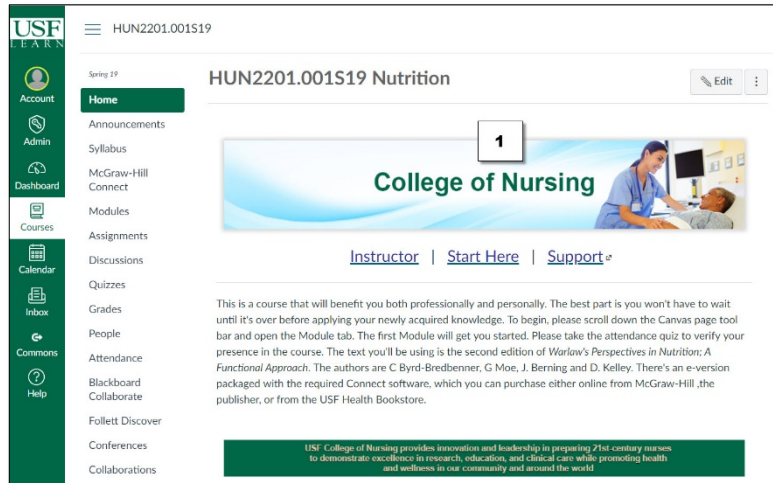 USF
LEARN
HUN2201.001S19
Account
Admin
Dashboard
Courses
Calendar
Inbox
Commons
Help
Spring 19
Home
Announcements
Syllabus
McGraw-Hill
Connect
Modules
Assignments
Discussions
Quizzes
Grades
People
Attendance
Blackboard
Collaborate
Follett Discover
Conferences
Collaborations
HUN2201.001S19 Nutrition
Edit
1
College of Nursing
Instructor | Start Here | Support
This is a course that will benefit you both professionally and personally. The best part is you won't have to wait
until it's over before applying your newly acquired knowledge. To begin, please scroll down the Canvas page tool
bar and open the Module tab. The first Module will get you started. Please take the attendance quiz to verify your
presence in the course. The text you'll be using is the second edition of Warlaw's Perspectives in Nutrition; A
Functional Approach. The authors are C Byrd-Bredbenner, G Moe, J. Berning and D. Kelley. There's an e-version
packaged with the required Connect software, which you can purchase either online from McGraw-Hill ,the
publisher, or from the USF Health Bookstore.
USF College of Nursing provides innovation and leadership in preparing 21st-century nurses
to demonstrate excellence in research, education, and clinical care while promoting health
and wellness in our community and around the world